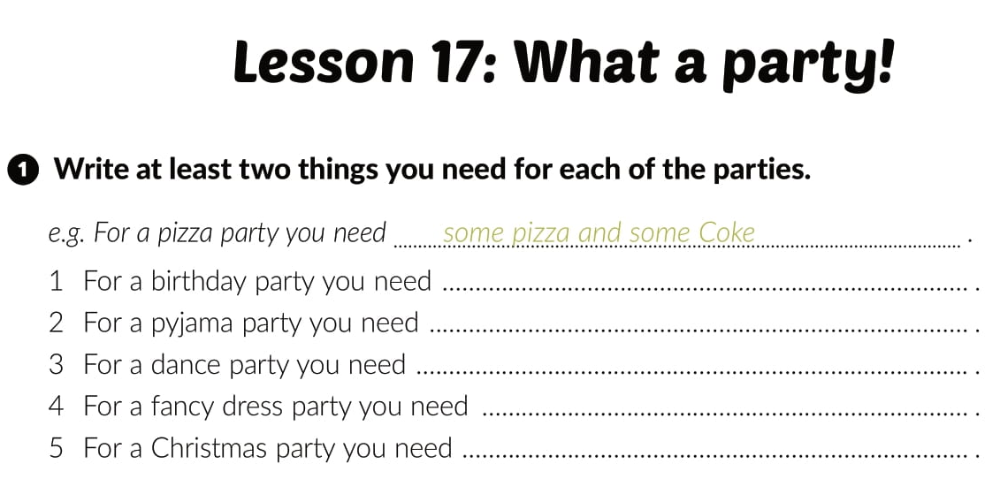 Lesson 17: What a party!
1 Write at least two things you need for each of the parties.
e.g. For a pizza party you need ........some pizza and some Coke................................ .
1 For a birthday party you need ................................................................................ .
2 For a pyjama party you need .................................................................................. .
3 For a dance party you need .................................................................................... .
4 For a fancy dress party you need .......................................................................... .
5 For a Christmas party you need ............................................................................. .